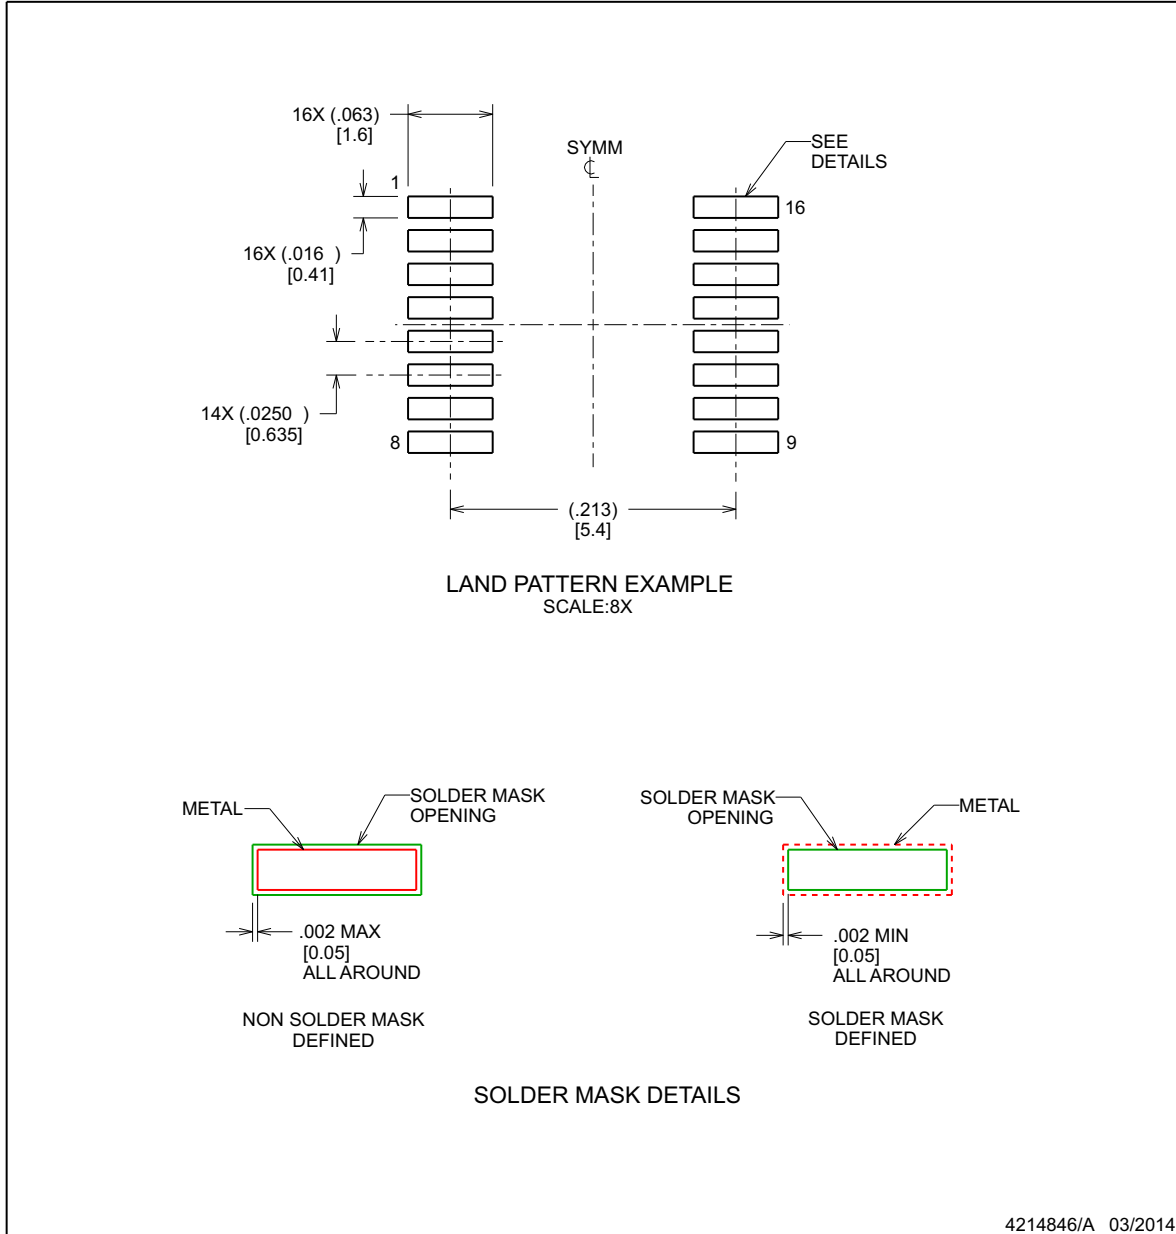 16X (.063)
[1.6]
SYMM
SEE
DETAILS
1
16
16X (.016 )
[0.41]
14X (.0250 )
[0.635]
8
9
(.213)
[5.4]
LAND PATTERN EXAMPLE
SCALE:8X
METAL
SOLDER MASK
OPENING
SOLDER MASK
OPENING
METAL
.002 MAX
[0.05]
ALL AROUND
.002 MIN
[0.05]
ALL AROUND
NON SOLDER MASK
DEFINED
SOLDER MASK
DEFINED
SOLDER MASK DETAILS
4214846/A 03/2014